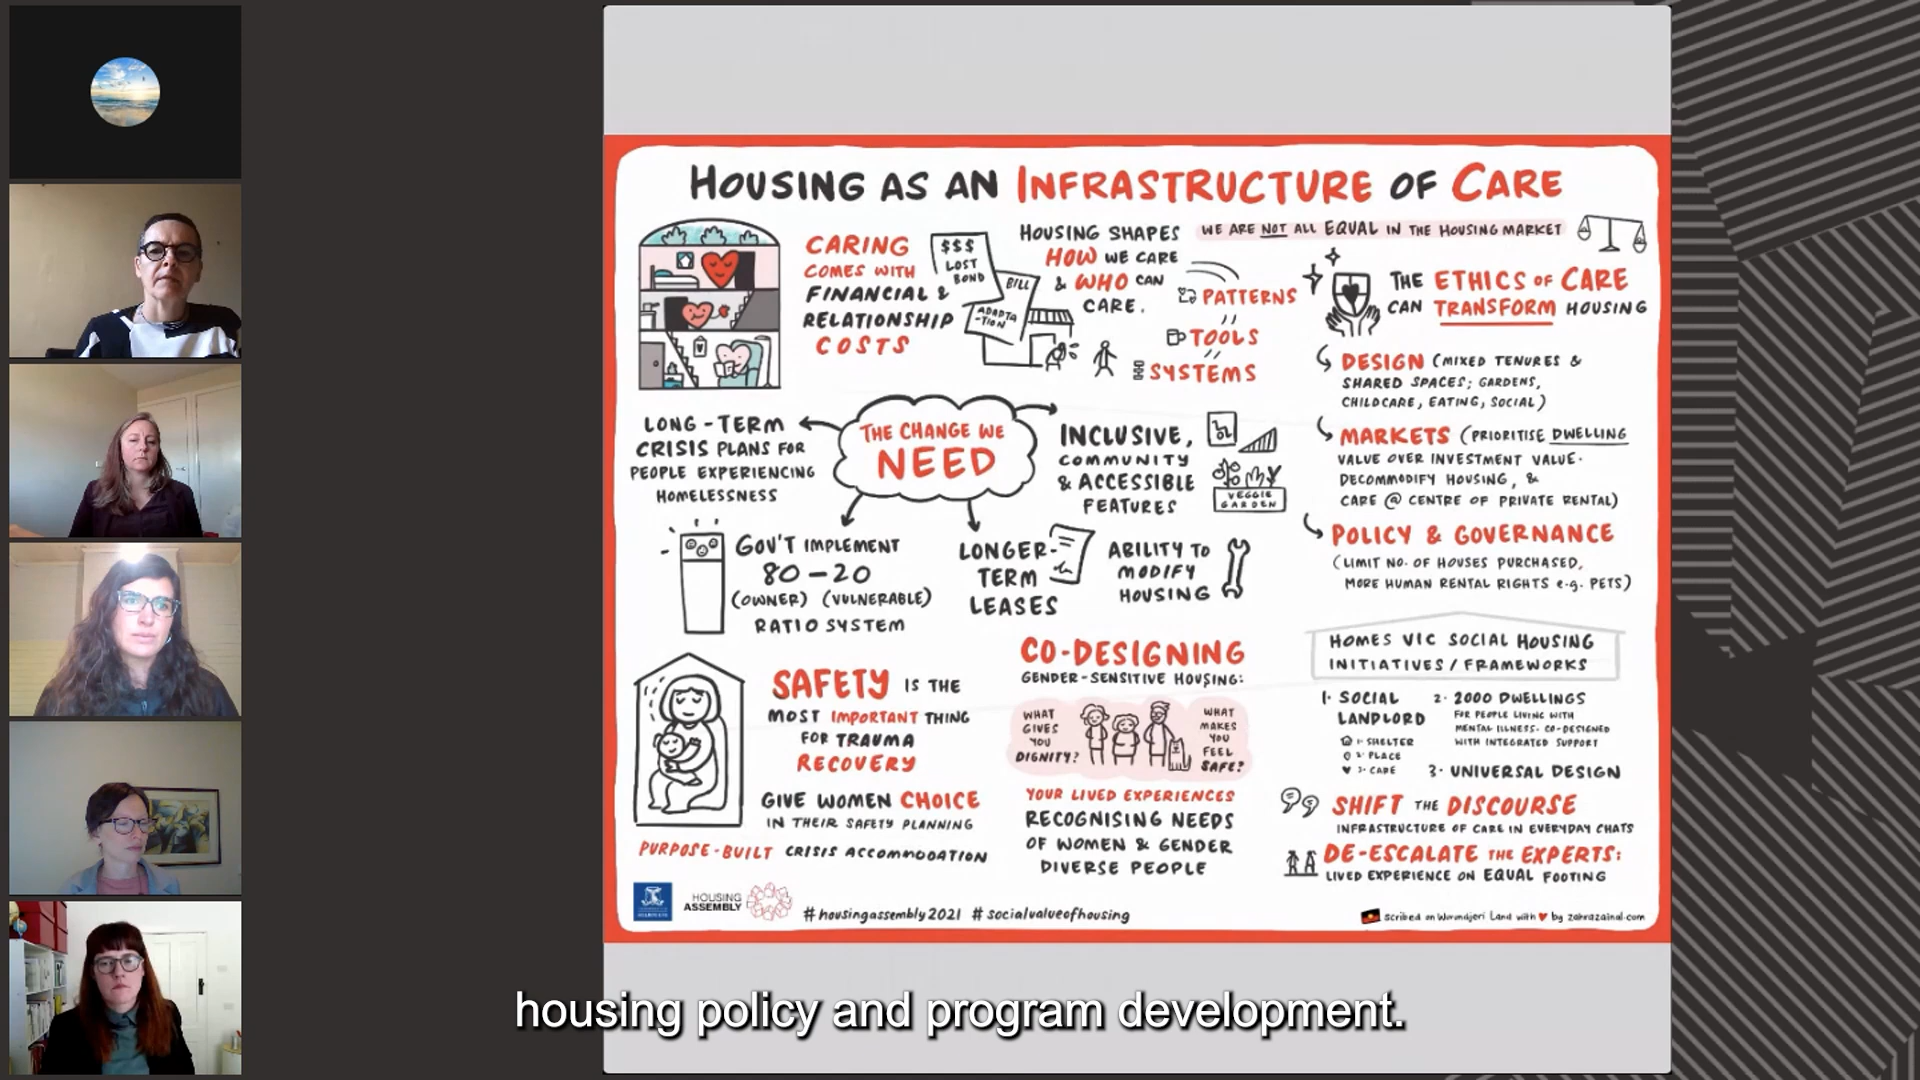 HOUSING AS AN INFRASTRUCTURE OF CARE
CARING
COMES WITH
FINANCIAL &
RELATIONSHIP
COSTS
$$$
LOST
BOND
BILL
ADAPTA
-TION
HOUSING SHAPES
HOW WE CARE
& WHO CAN
CARE.
PATTERNS
TOOLS
SYSTEMS
WE ARE NOT ALL EQUAL IN THE HOUSING MARKET
THE ETHICS OF CARE
CAN TRANSFORM HOUSING
DESIGN (MIXED TENURES &
SHARED SPACES; GARDENS,
CHILDCARE, EATING, SOCIAL)
MARKETS (PRIORITISE DWELLING
VALUE OVER INVESTMENT VALUE.
DECOMMODIFY HOUSING, &
CARE @ CENTRE OF PRIVATE RENTAL)
POLICY & GOVERNANCE
(LIMIT NO. OF HOUSES PURCHASED,
MORE HUMAN RENTAL RIGHTS e.g. PETS)
THE CHANGE WE
NEED
LONG-TERM
CRISIS PLANS FOR
PEOPLE EXPERIENCING
HOMELESSNESS
INCLUSIVE,
COMMUNITY
& ACCESSIBLE
FEATURES
VEGGIE
GARDEN
GOV'T IMPLEMENT
80-20
(OWNER) (VULNERABLE)
RATIO SYSTEM
LONGER-
TERM
LEASES
ABILITY TO
MODIFY
HOUSING
SAFETY IS THE
MOST IMPORTANT THING
FOR TRAUMA
RECOVERY
GIVE WOMEN CHOICE
IN THEIR SAFETY PLANNING
PURPOSE-BUILT CRISIS ACCOMMODATION
CO-DESIGNING
GENDER-SENSITIVE HOUSING:
WHAT
GIVES
YOU
DIGNITY?
WHAT
MAKES
YOU
FEEL
SAFE?
YOUR LIVED EXPERIENCES
RECOGNISING NEEDS
OF WOMEN & GENDER
DIVERSE PEOPLE
HOMES VIC SOCIAL HOUSING
INITIATIVES/FRAMEWORKS
1. SOCIAL
LANDLORD
1. SHELTER
2. PLACE
3. CARE
2. 2000 DWELLINGS
FOR PEOPLE LIVING WITH
MENTAL ILLNESS. CO-DESIGNED
WITH INTEGRATED SUPPORT
3. UNIVERSAL DESIGN
SHIFT THE DISCOURSE
INFRASTRUCTURE OF CARE IN EVERYDAY CHATS
DE-ESCALATE THE EXPERTS:
LIVED EXPERIENCE ON EQUAL FOOTING
HOUSING
ASSEMBLY
#housingassembly2021 #socialvalueofhousing
scribed on Wurundjeri Land with ♥ by zahrazainal.com
housing policy and program development.